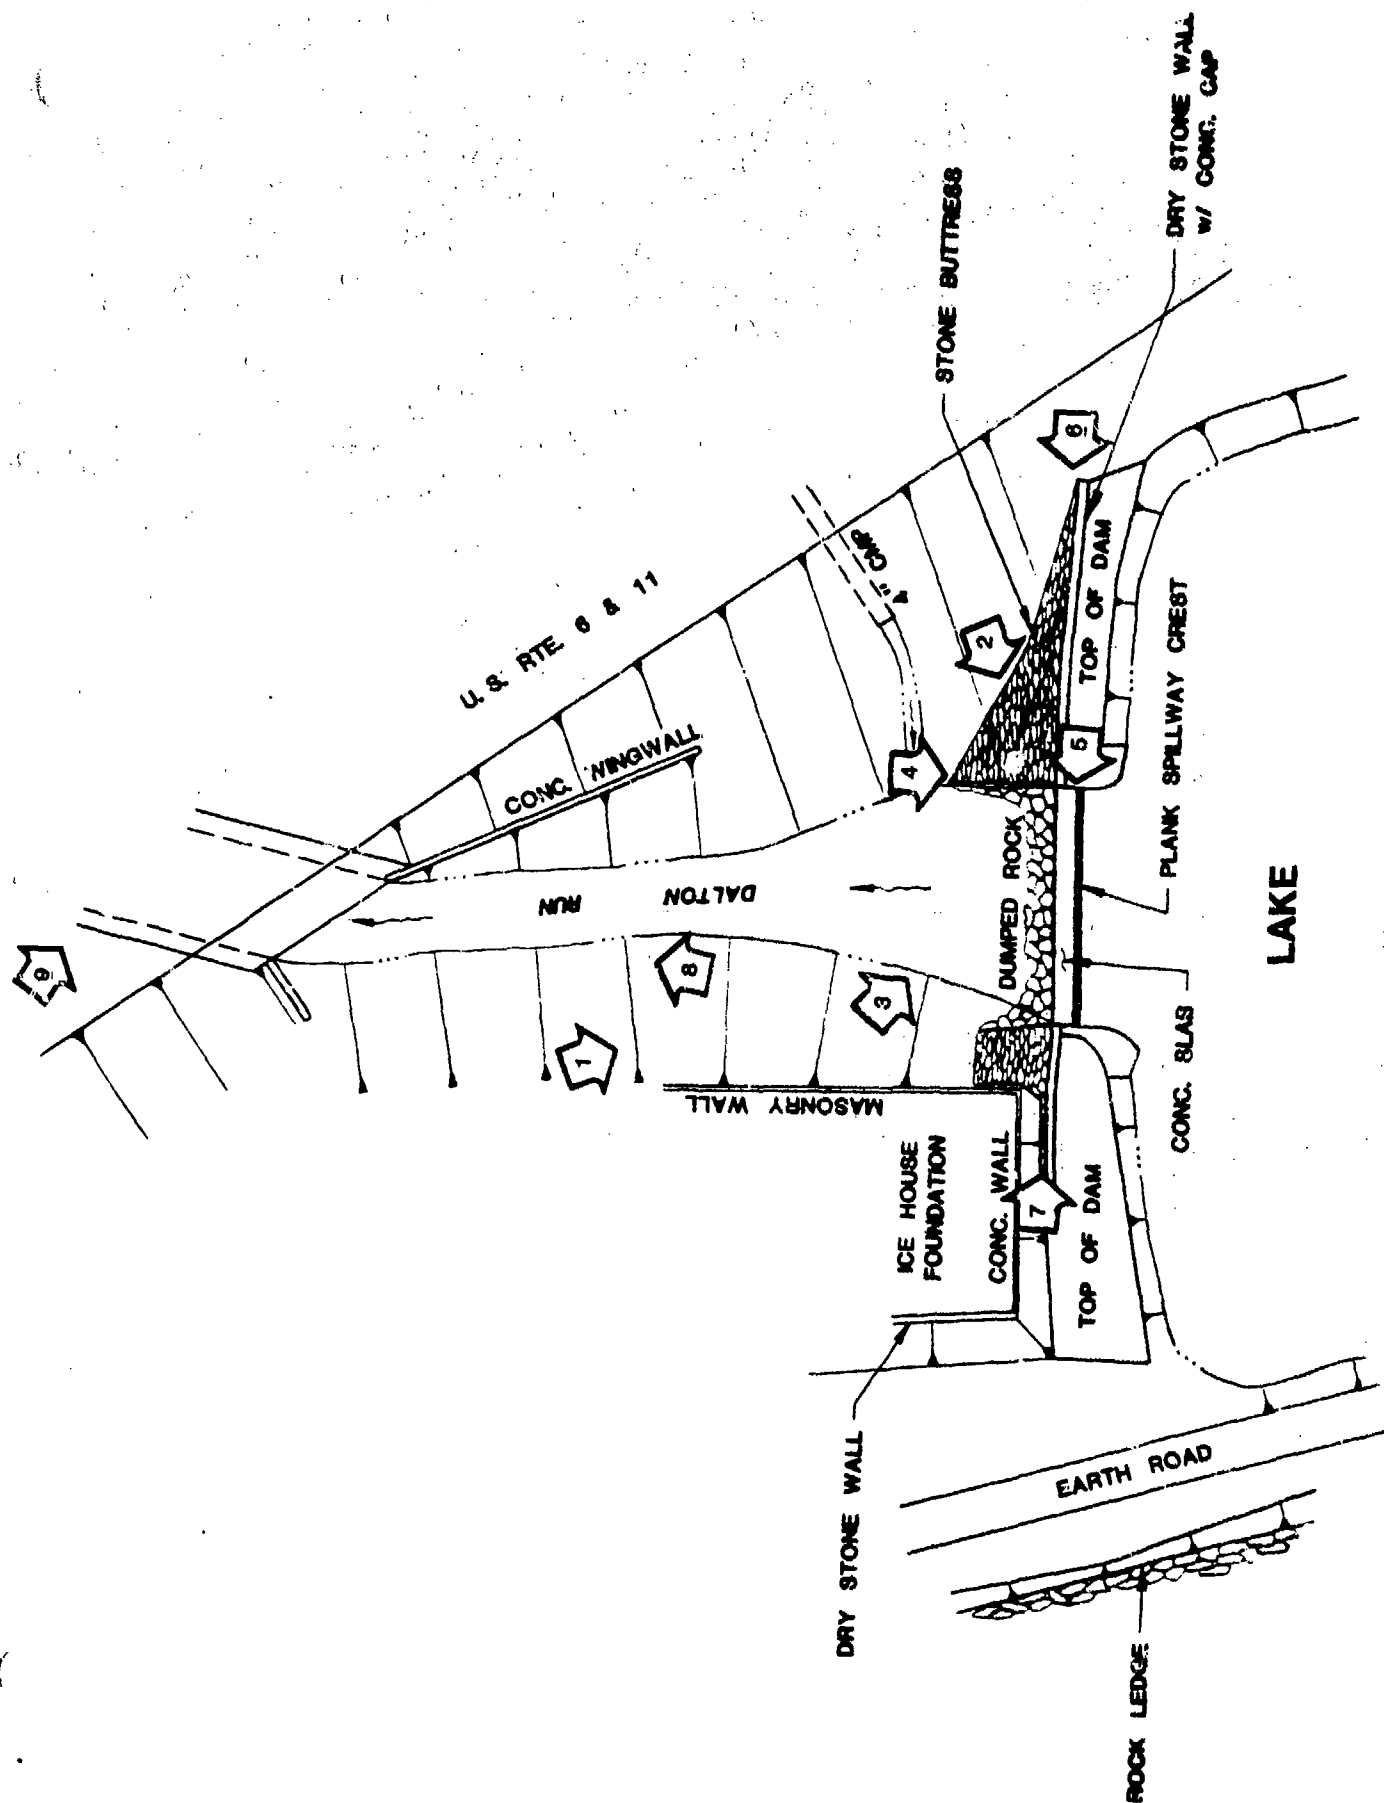 U.S. RTE. 6 & 11
CONC. WINGWALL
DALTON RUN
CMP
STONE BUTTRESS
DRY STONE WALL
W/ CONC. CAP
DUMPED ROCK
TOP OF DAM
PLANK SPILLWAY CREST
LAKE
CONC. SLAB
MASONRY WALL
ICE HOUSE
FOUNDATION
CONC. WALL
TOP OF DAM
DRY STONE WALL
EARTH ROAD
ROCK LEDGE
1
2
3
4
5
6
7
8
9